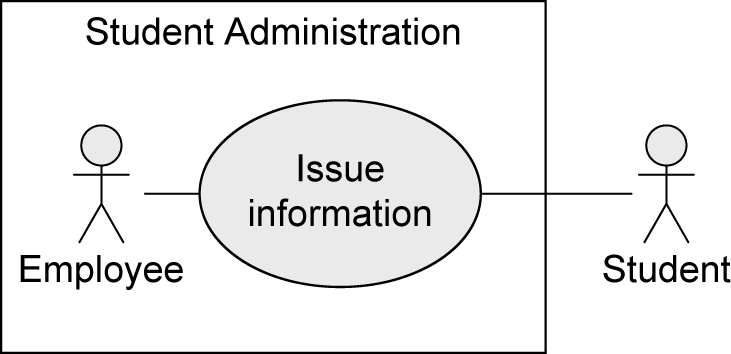 Student Administration
Issue
information
Employee
Student